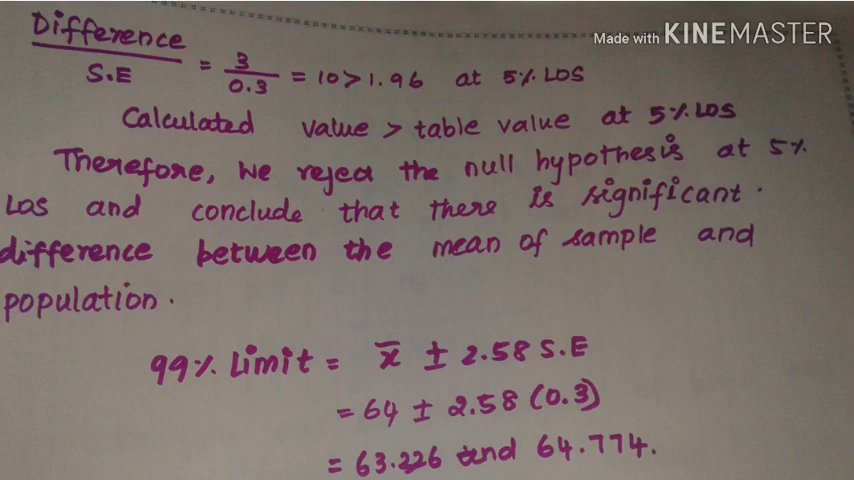 Made with KINEMASTER
Difference / S.E = 3 / 0.3 = 10 > 1.96 at 5% LOS
Calculated value > table value at 5% LOS
Therefore, we reject the null hypothesis at 5%
LOS and conclude that there is significant.
difference between the mean of sample and
population.
99% Limit = x̄ ± 2.58 S.E
= 64 ± 2.58 (0.3)
= 63.226 and 64.774.